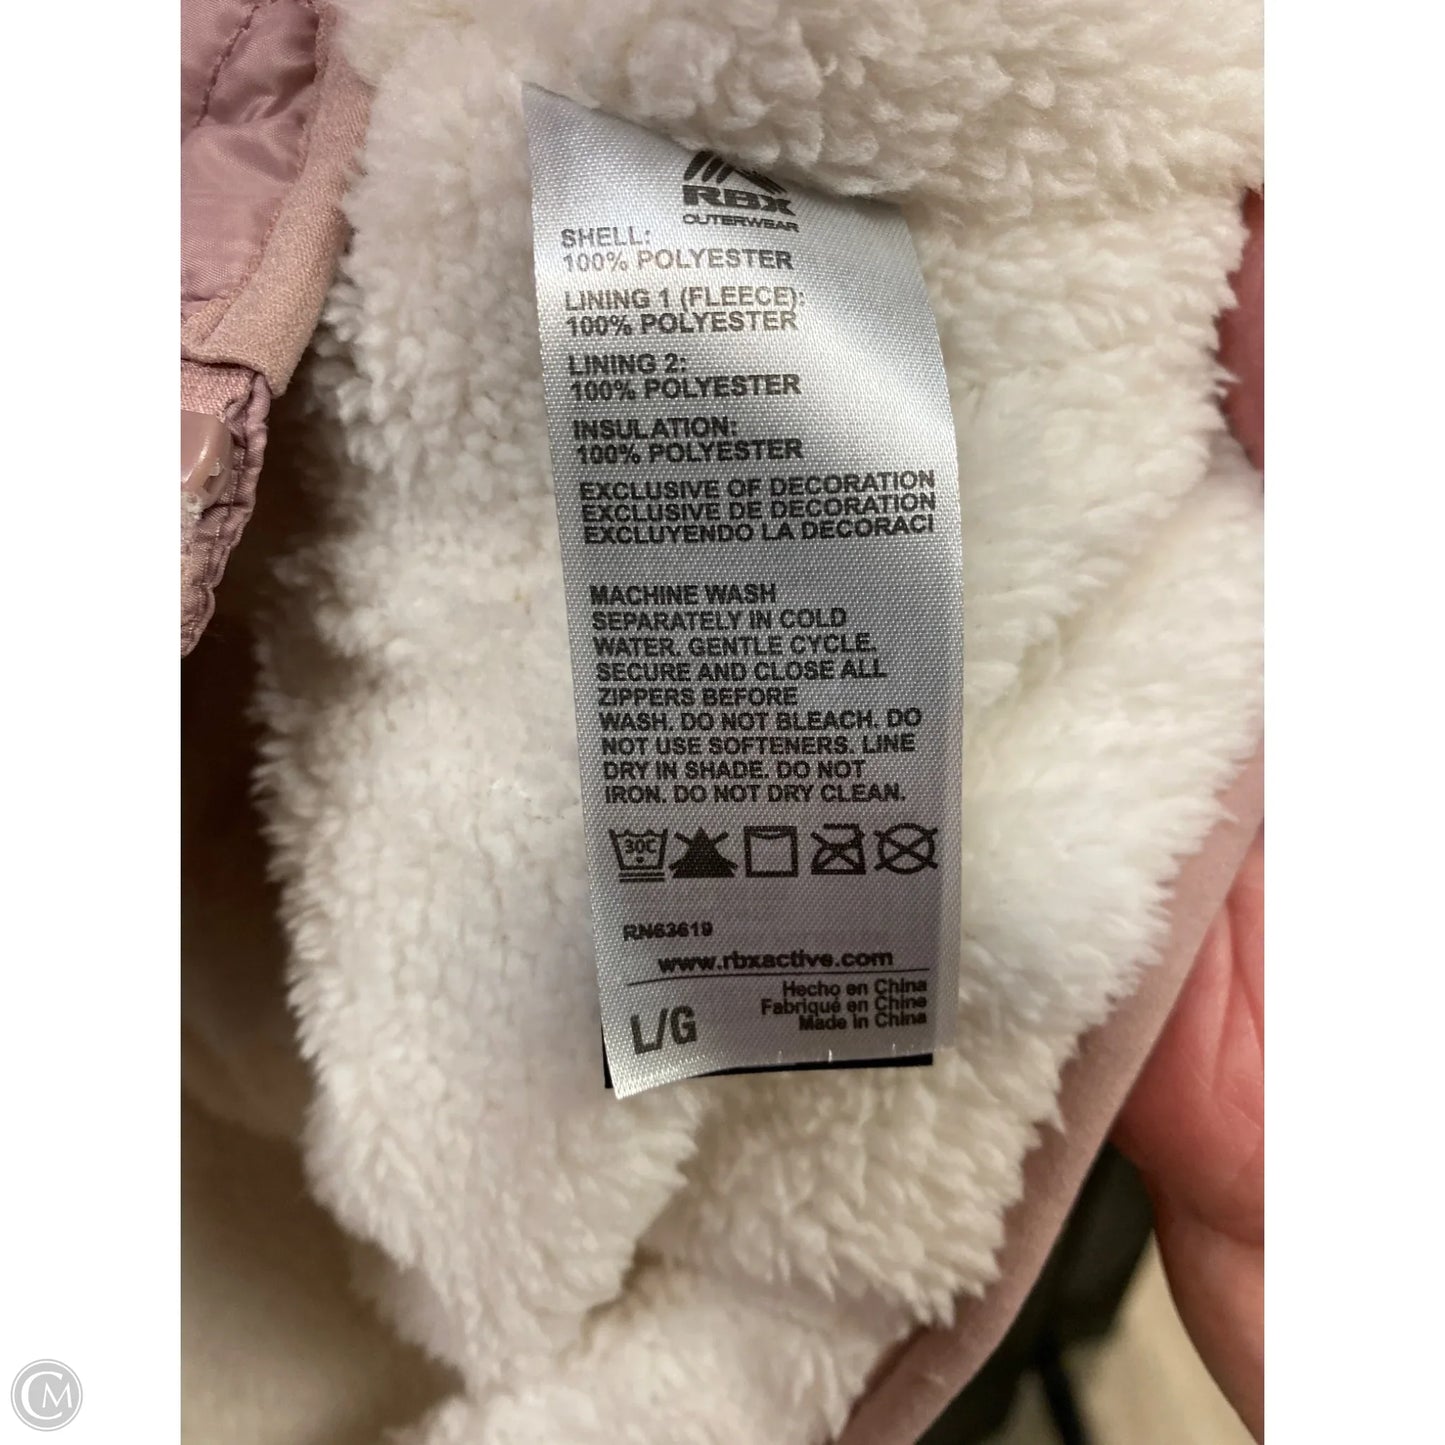 RBX
OUTERWEAR
SHELL:
100% POLYESTER
LINING 1 (FLEECE):
100% POLYESTER
LINING 2:
100% POLYESTER
INSULATION:
100% POLYESTER
EXCLUSIVE OF DECORATION
EXCLUSIVE DE DECORATION
EXCLUYENDO LA DECORACI
MACHINE WASH
SEPARATELY IN COLD
WATER. GENTLE CYCLE.
SECURE AND CLOSE ALL
ZIPPERS BEFORE
WASH. DO NOT BLEACH. DO
NOT USE SOFTENERS. LINE
DRY IN SHADE. DO NOT
IRON. DO NOT DRY CLEAN.
30C
RN63619
www.rbxactive.com
Hecho en China
Fabriqué en Chine
Made in China
L/G
CM